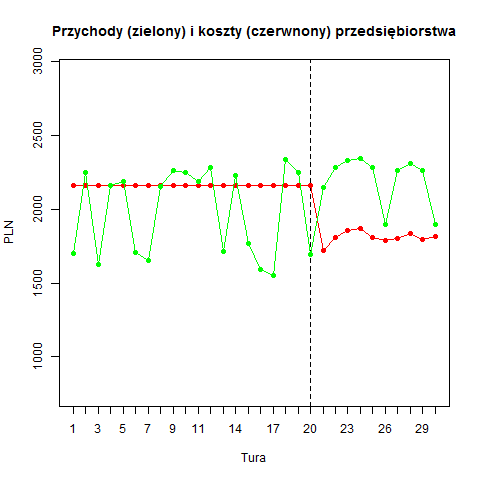 Przychody (zielony) i koszty (czerwnony) przedsiębiorstwa
3000
2500
2000
1500
1000
PLN
1 3 5 7 9 11 14 17 20 23 26 29
Tura